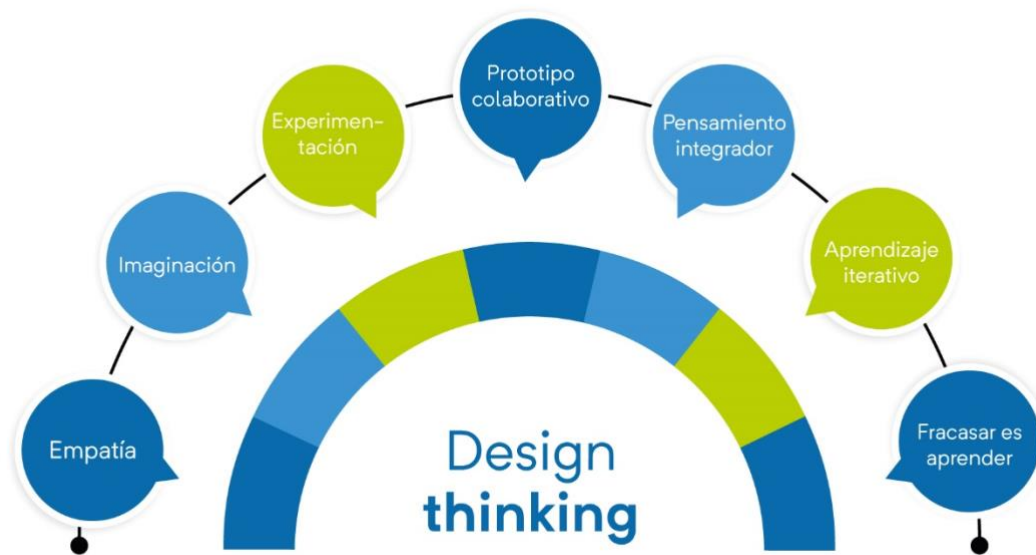 Empatía
Imaginación
Experimen-
tación
Prototipo
colaborativo
Pensamiento
integrador
Aprendizaje
iterativo
Fracasar es
aprender
Design
thinking